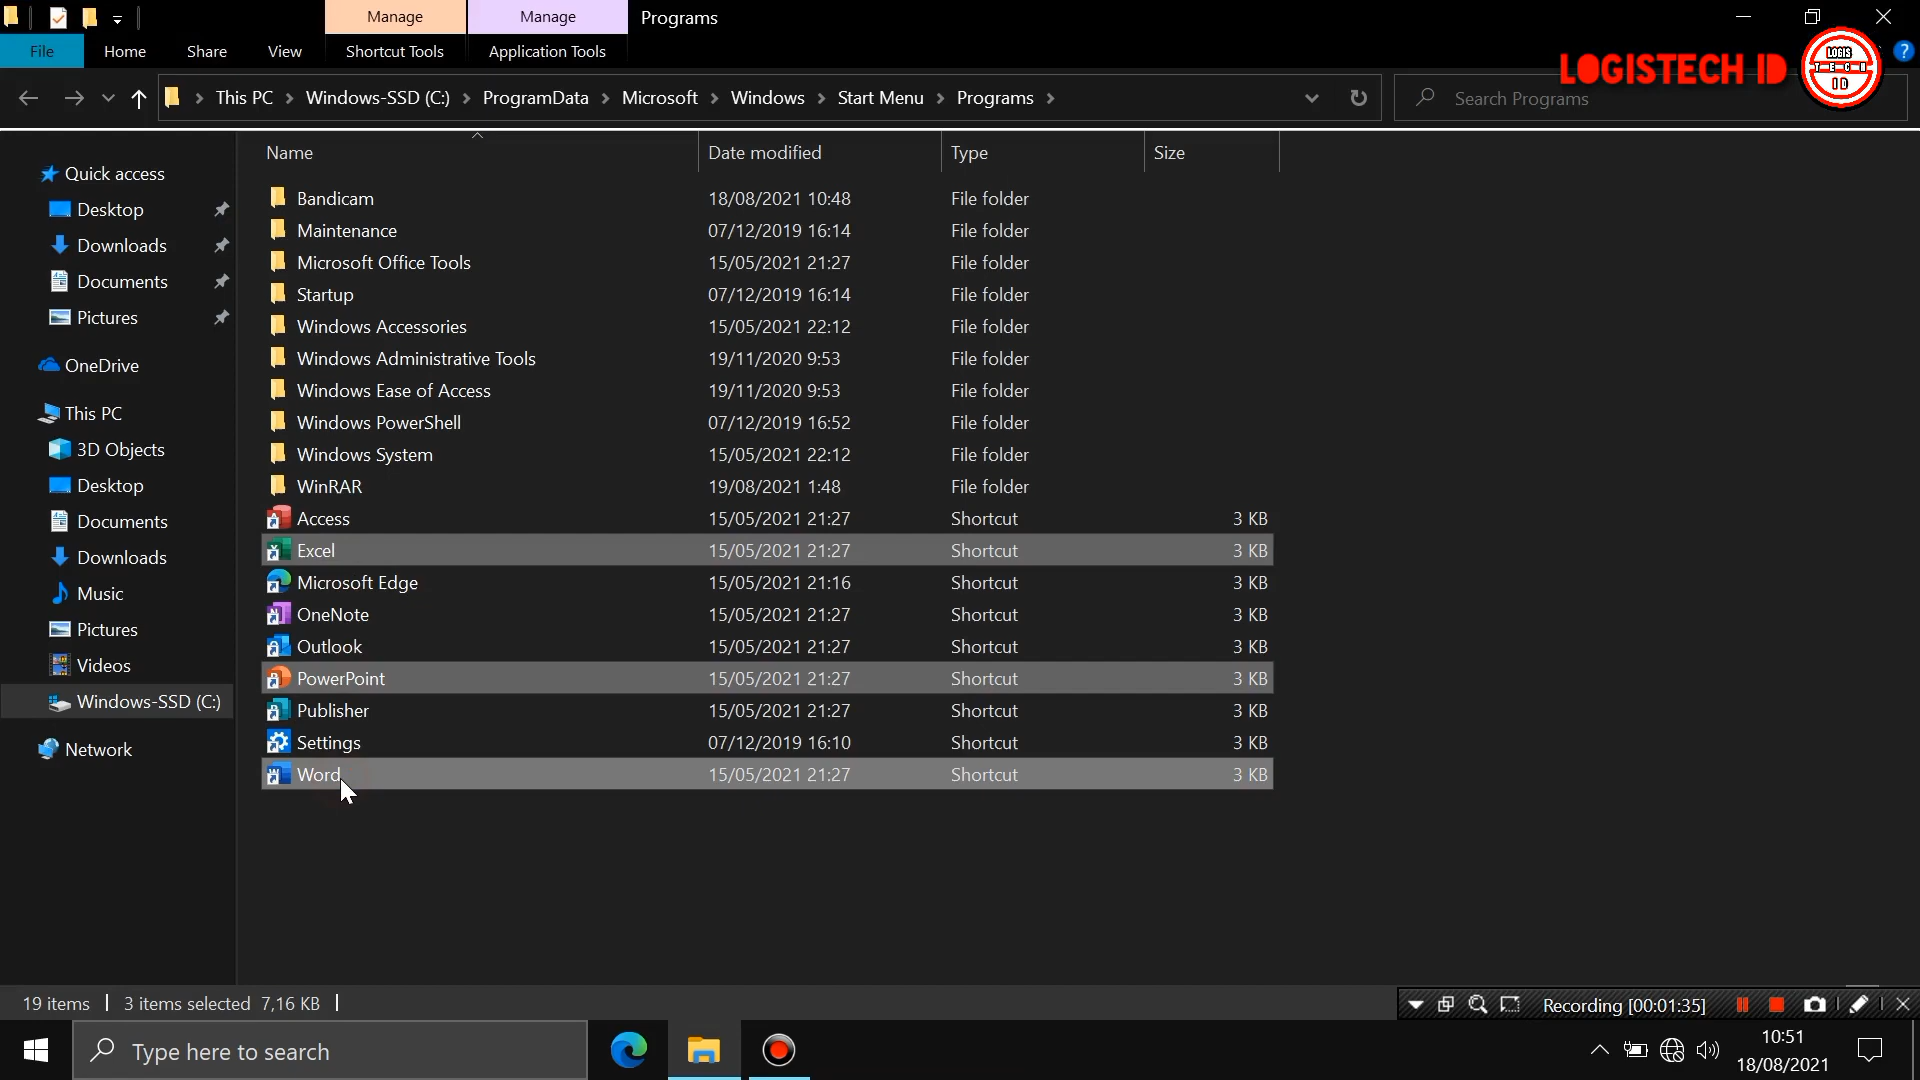 Manage Manage Programs
File Home Share View Shortcut Tools Application Tools
LOGISTECH ID
LOGIS
TECH
ID
?
This PC Windows-SSD (C:) ProgramData Microsoft Windows Start Menu Programs Search Programs
Name Date modified Type Size
Quick access
Desktop
Downloads
Documents
Pictures
OneDrive
This PC
3D Objects
Desktop
Documents
Downloads
Music
Pictures
Videos
Windows-SSD (C:)
Network
Bandicam 18/08/2021 10:48 File folder
Maintenance 07/12/2019 16:14 File folder
Microsoft Office Tools 15/05/2021 21:27 File folder
Startup 07/12/2019 16:14 File folder
Windows Accessories 15/05/2021 22:12 File folder
Windows Administrative Tools 19/11/2020 9:53 File folder
Windows Ease of Access 19/11/2020 9:53 File folder
Windows PowerShell 07/12/2019 16:52 File folder
Windows System 15/05/2021 22:12 File folder
WinRAR 19/08/2021 1:48 File folder
Access 15/05/2021 21:27 Shortcut 3 KB
Excel 15/05/2021 21:27 Shortcut 3 KB
Microsoft Edge 15/05/2021 21:16 Shortcut 3 KB
OneNote 15/05/2021 21:27 Shortcut 3 KB
Outlook 15/05/2021 21:27 Shortcut 3 KB
PowerPoint 15/05/2021 21:27 Shortcut 3 KB
Publisher 15/05/2021 21:27 Shortcut 3 KB
Settings 07/12/2019 16:10 Shortcut 3 KB
Word 15/05/2021 21:27 Shortcut 3 KB
19 items 3 items selected 7,16 KB
Recording [00:01:35]
Type here to search
10:51
18/08/2021